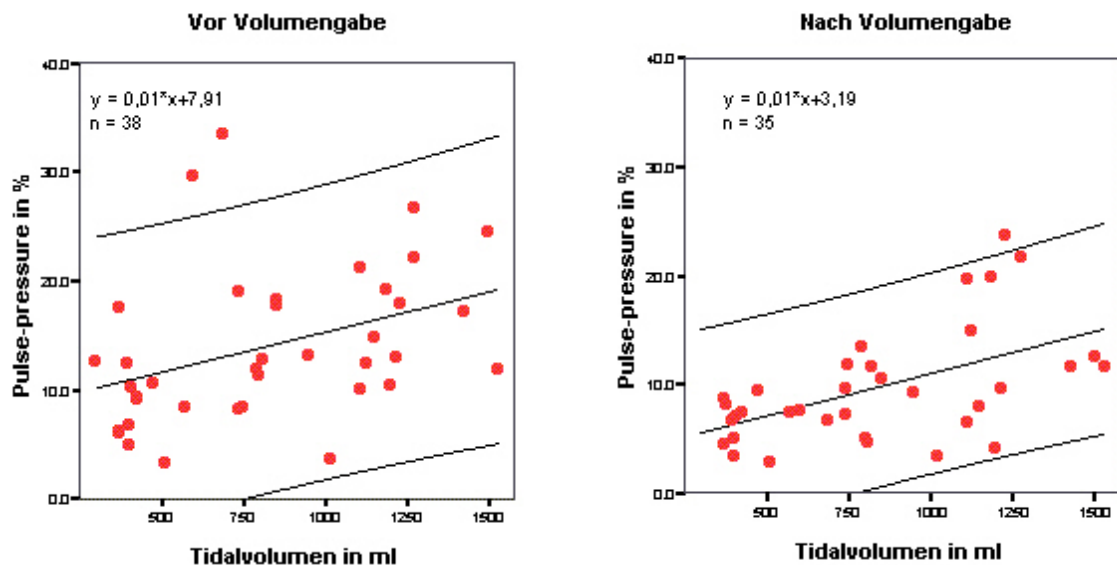 Vor Volumengabe
40.0
30.0
20.0
10.0
0.0
Pulse-pressure in %
y = 0,01*x+7,91
n = 38
500
750
1000
1250
1500
Tidalvolumen in ml
Nach Volumengabe
40.0
30.0
20.0
10.0
0.0
Pulse-pressure in %
y = 0,01*x+3,19
n = 35
500
750
1000
1250
1500
Tidalvolumen in ml